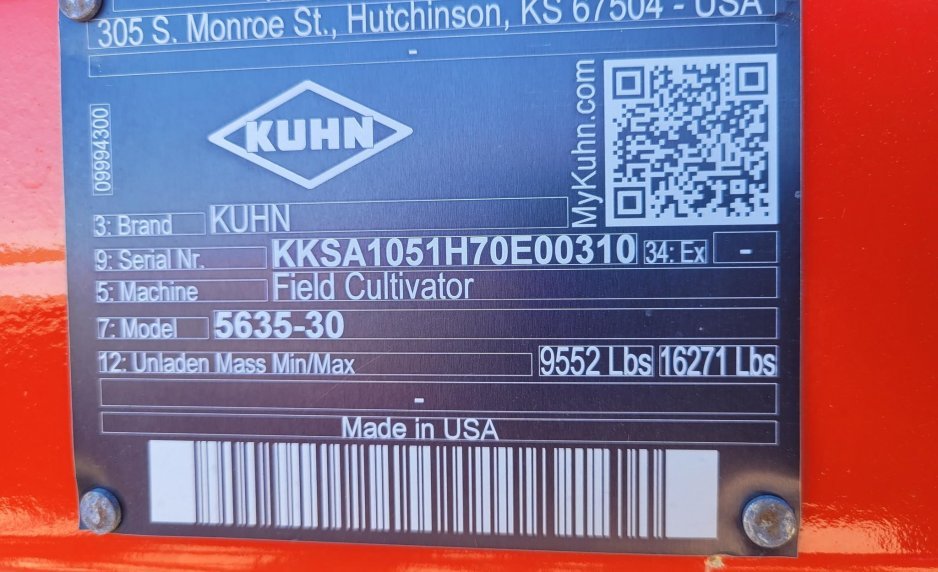 305 S. Monroe St., Hutchinson, KS 67504 - USA
-
KUHN
MyKuhn.com
09994300
3: Brand KUHN
9: Serial Nr. KKSA1051H70E00310 34: Ex -
5: Machine Field Cultivator
7: Model 5635-30
12: Unladen Mass Min/Max 9552 Lbs 16271 Lbs
-
Made in USA